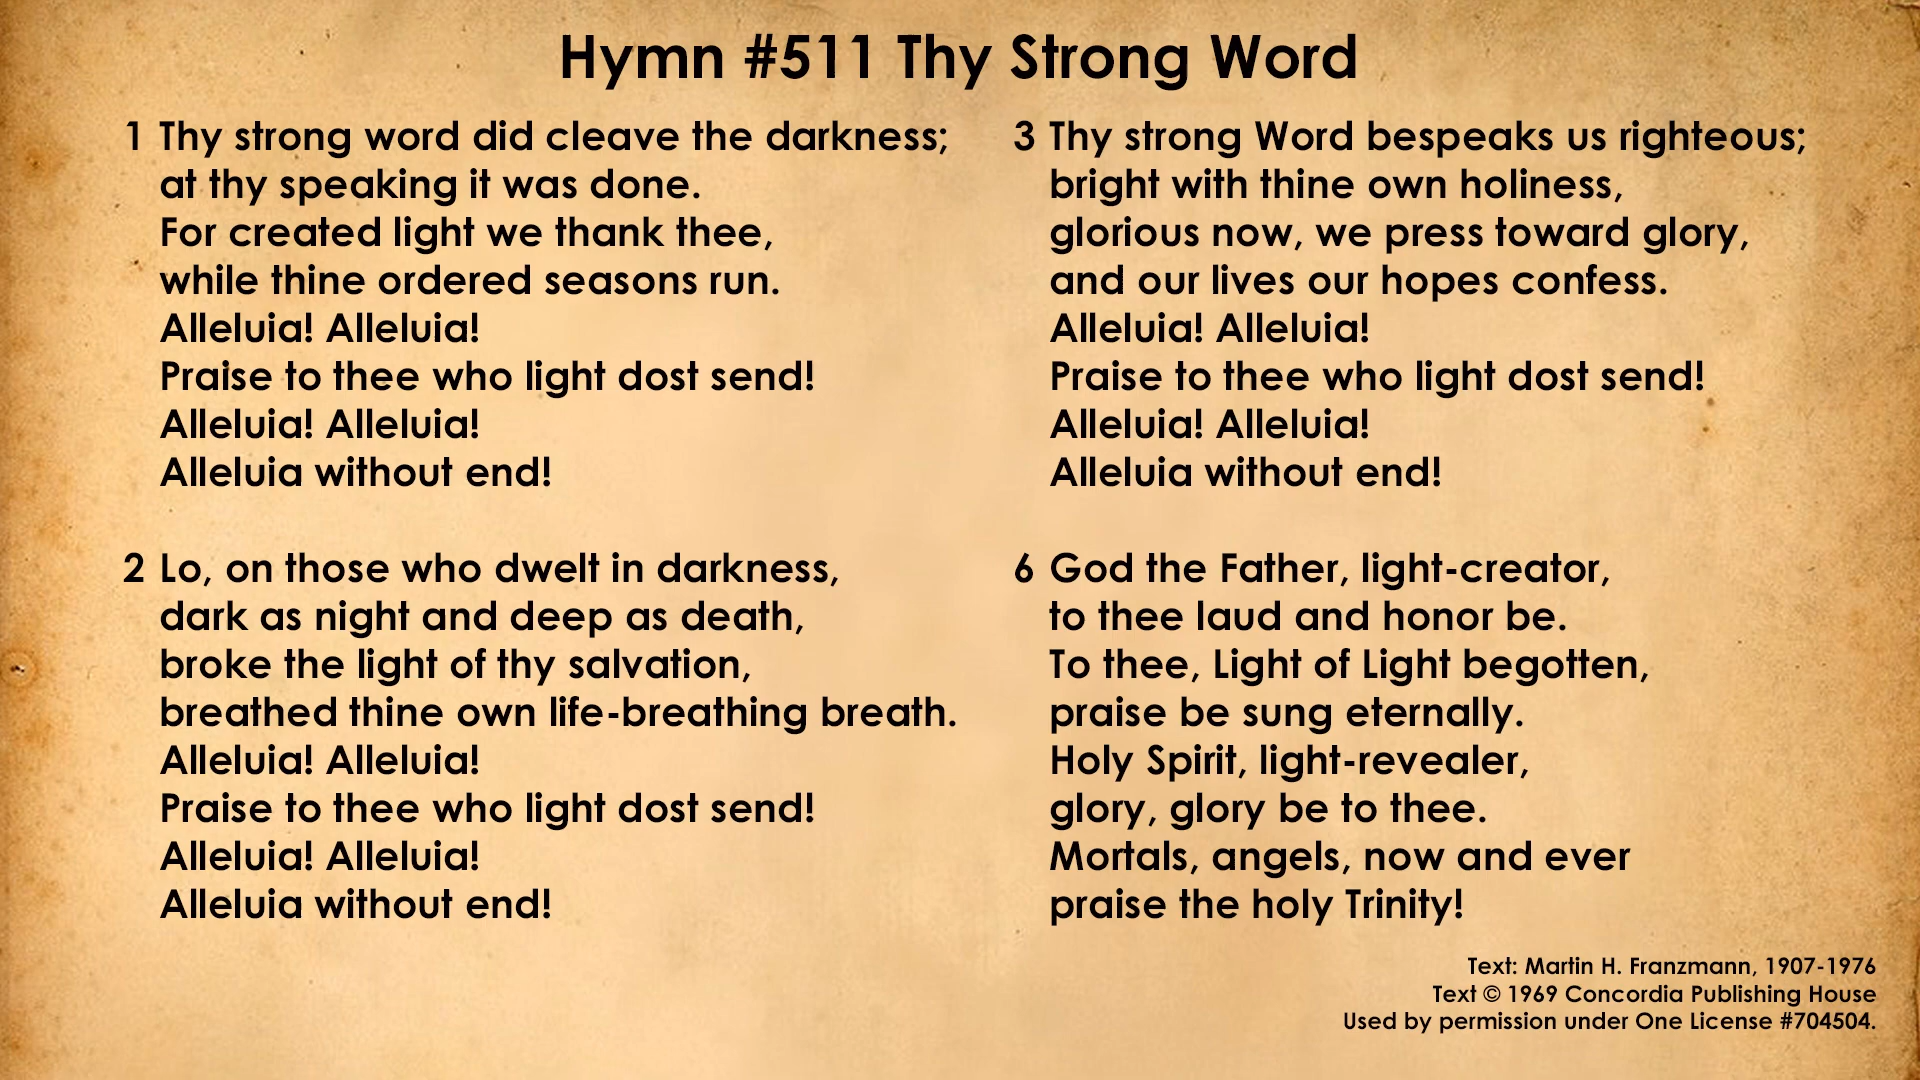 Hymn #511 Thy Strong Word
1 Thy strong word did cleave the darkness;
at thy speaking it was done.
For created light we thank thee,
while thine ordered seasons run.
Alleluia! Alleluia!
Praise to thee who light dost send!
Alleluia! Alleluia!
Alleluia without end!
2 Lo, on those who dwelt in darkness,
dark as night and deep as death,
broke the light of thy salvation,
breathed thine own life-breathing breath.
Alleluia! Alleluia!
Praise to thee who light dost send!
Alleluia! Alleluia!
Alleluia without end!
3 Thy strong Word bespeaks us righteous;
bright with thine own holiness,
glorious now, we press toward glory,
and our lives our hopes confess.
Alleluia! Alleluia!
Praise to thee who light dost send!
Alleluia! Alleluia!
Alleluia without end!
6 God the Father, light-creator,
to thee laud and honor be.
To thee, Light of Light begotten,
praise be sung eternally.
Holy Spirit, light-revealer,
glory, glory be to thee.
Mortals, angels, now and ever
praise the holy Trinity!
Text: Martin H. Franzmann, 1907-1976
Text © 1969 Concordia Publishing House
Used by permission under One License #704504.